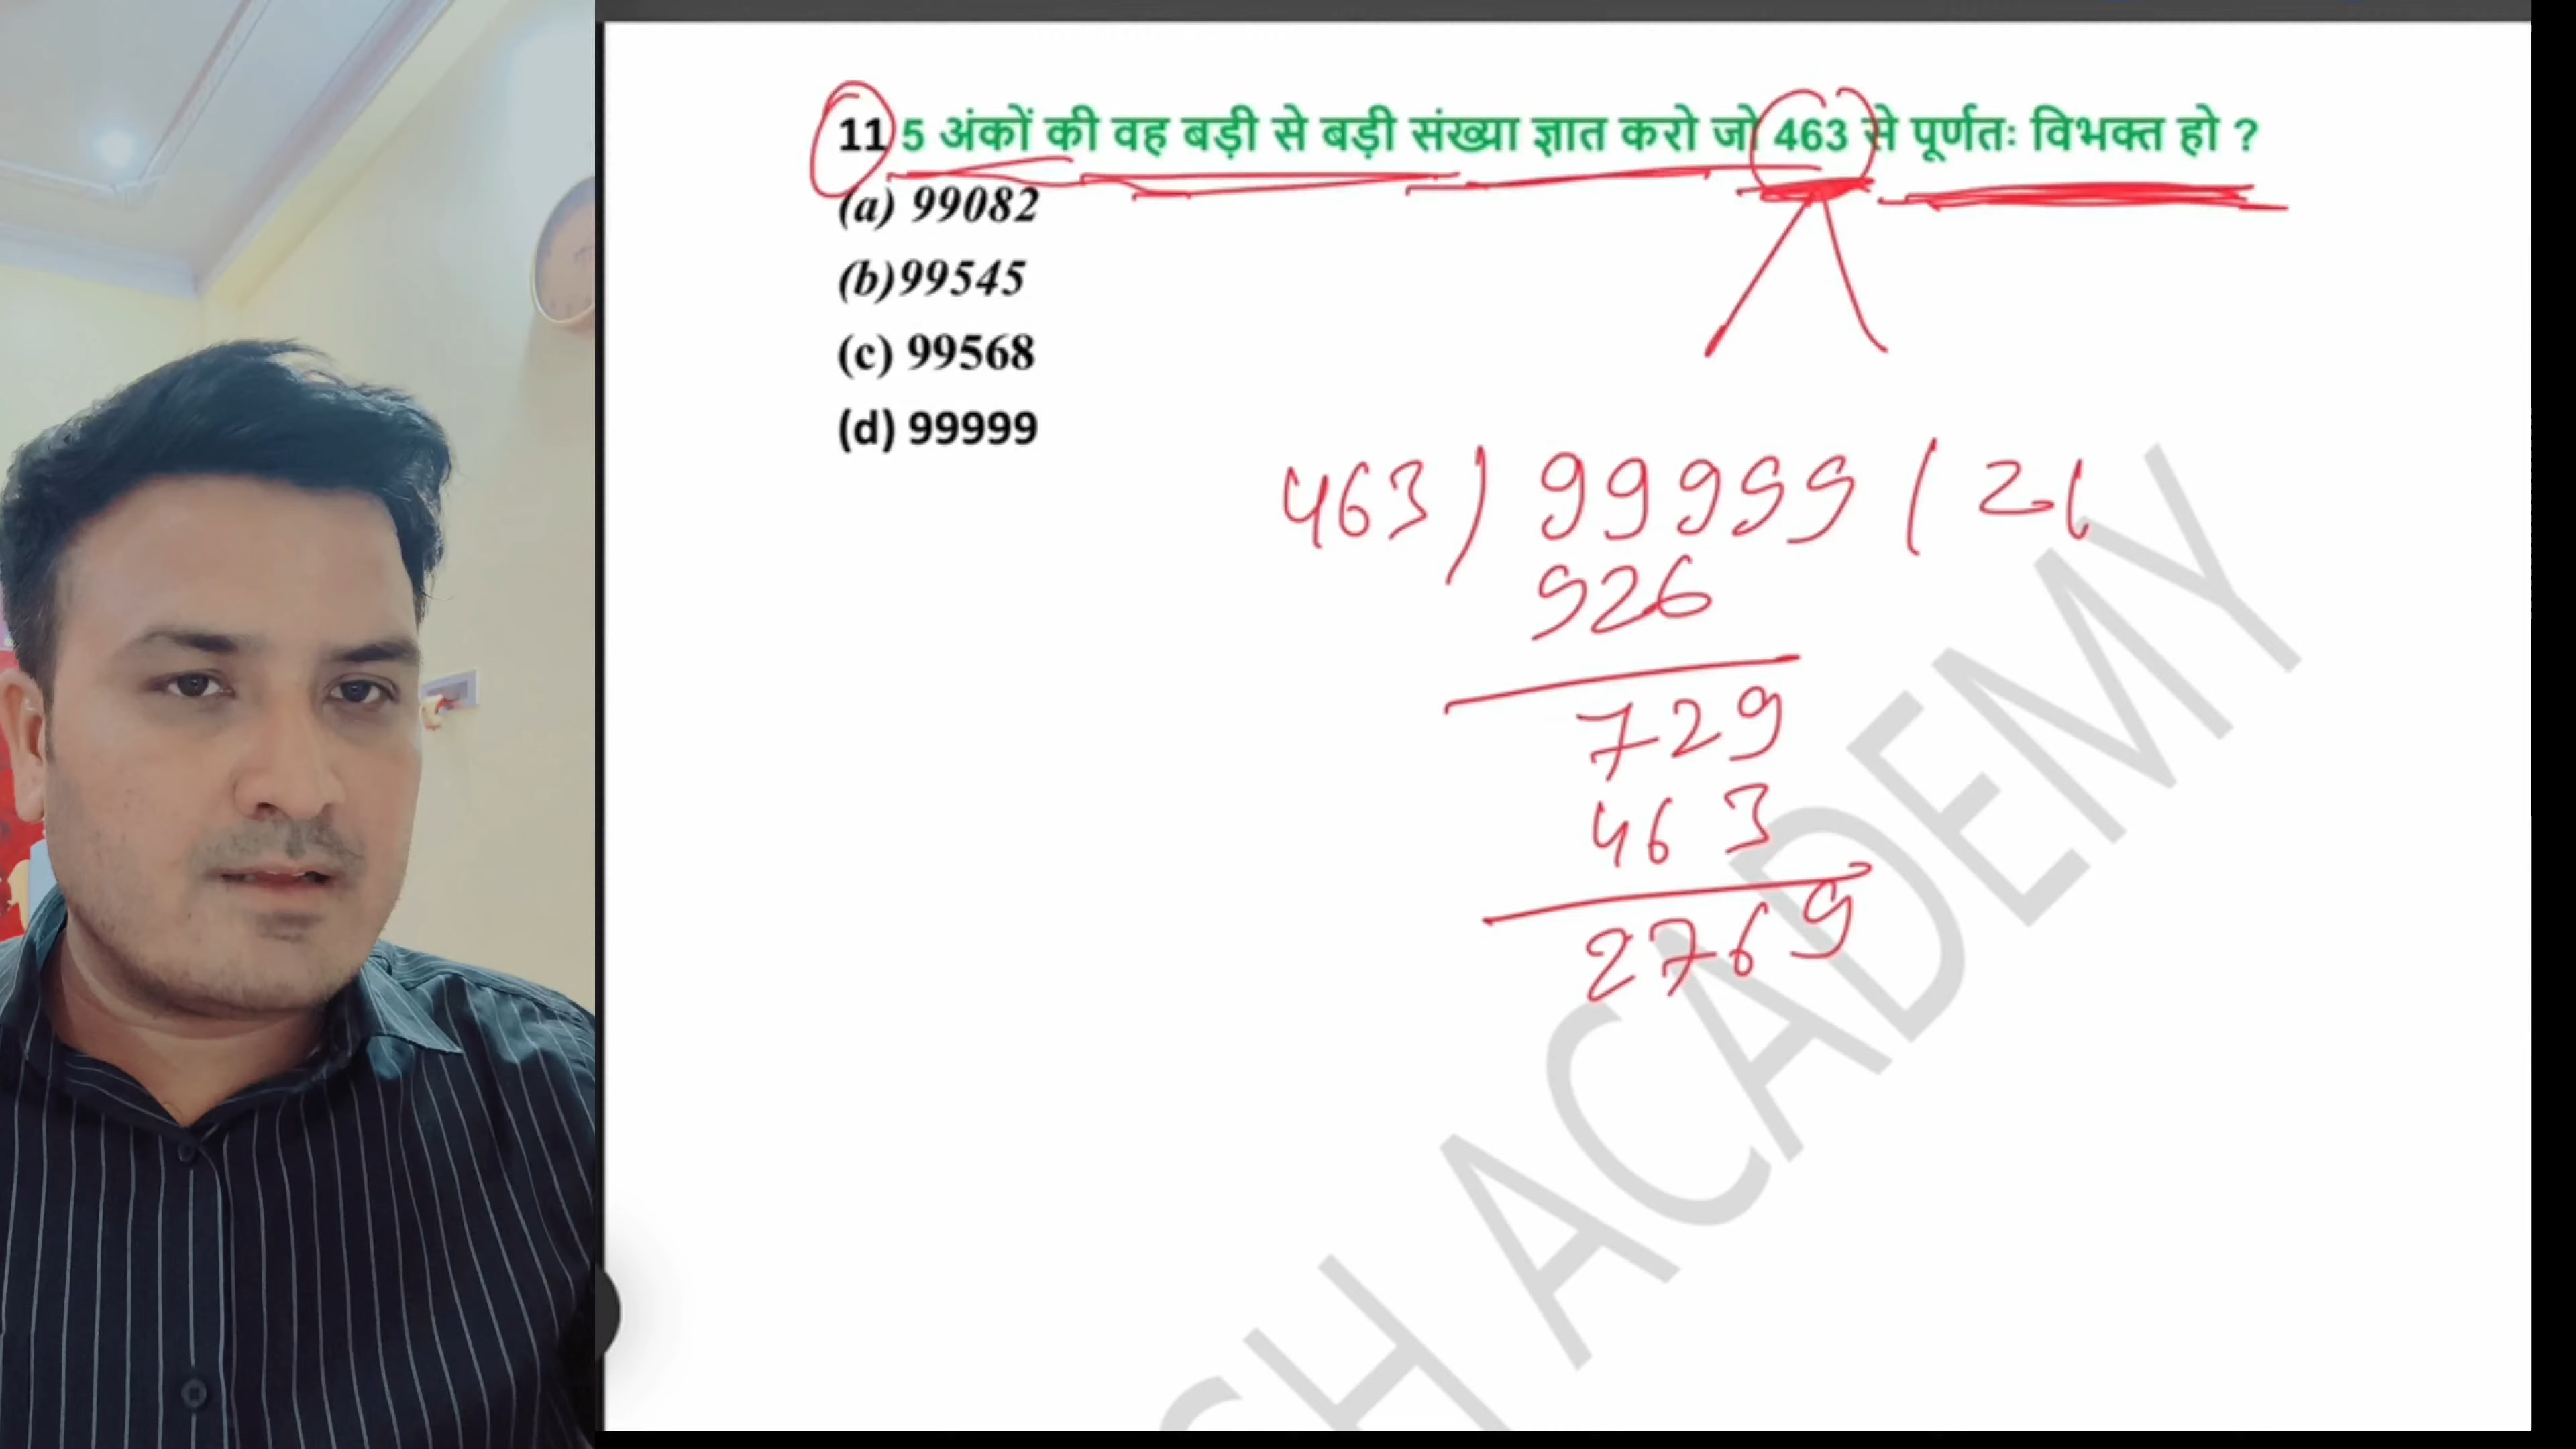 11 5 अंकों की वह बड़ी से बड़ी संख्या ज्ञात करो जो 463 से पूर्णतः विभक्त हो ?
(a) 99082
(b)99545
(c) 99568
(d) 99999
463 ) 99999 ( 21
926
729
463
2769
SH ACADEMY